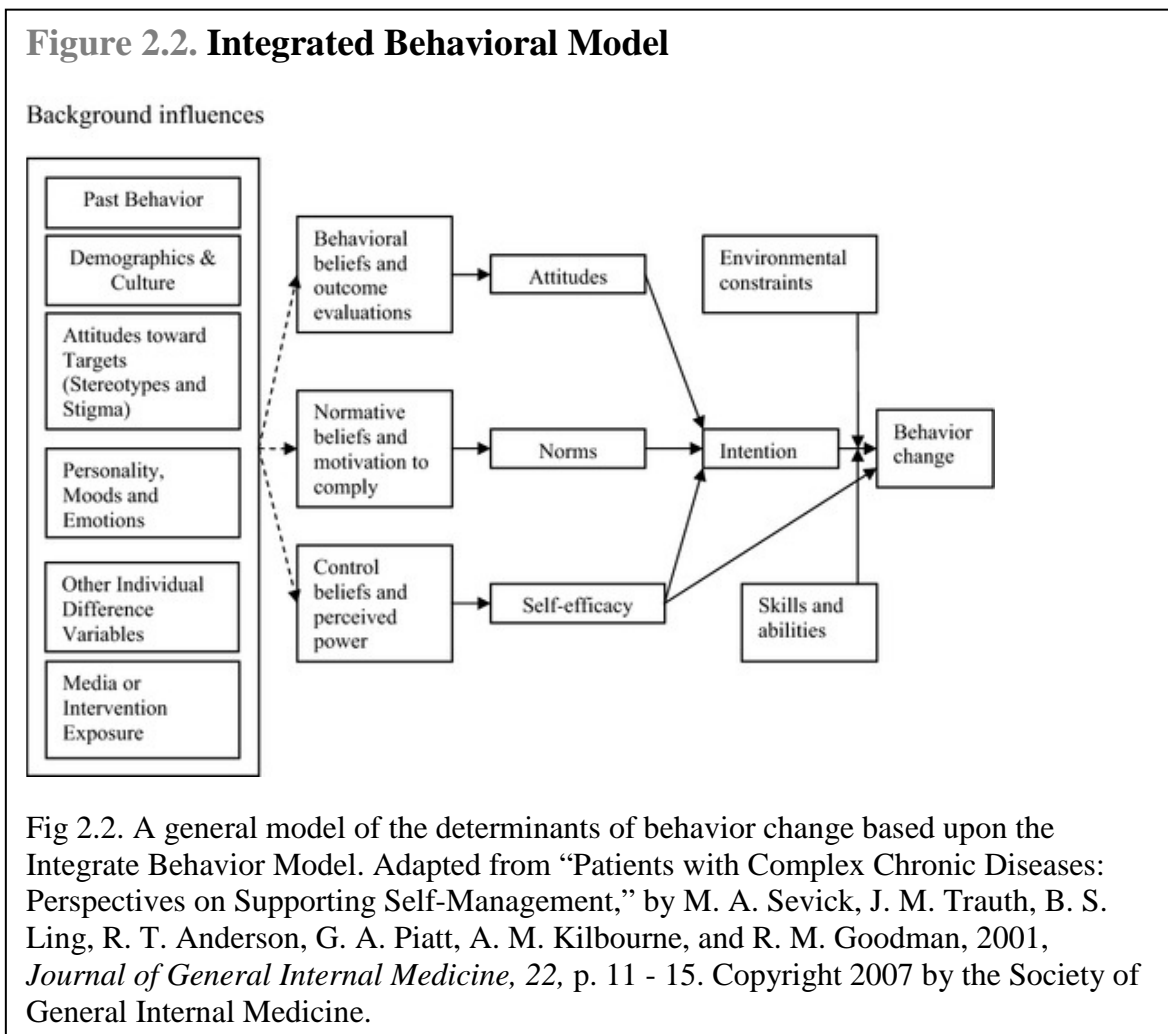 Figure 2.2. Integrated Behavioral Model
Background influences
Past Behavior
Demographics &
Culture
Attitudes toward
Targets
(Stereotypes and
Stigma)
Personality,
Moods and
Emotions
Other Individual
Difference
Variables
Media or
Intervention
Exposure
Behavioral
beliefs and
outcome
evaluations
Normative
beliefs and
motivation to
comply
Control
beliefs and
perceived
power
Attitudes
Norms
Self-efficacy
Intention
Environmental
constraints
Skills and
abilities
Behavior
change
Fig 2.2. A general model of the determinants of behavior change based upon the
Integrate Behavior Model. Adapted from “Patients with Complex Chronic Diseases:
Perspectives on Supporting Self-Management,” by M. A. Sevick, J. M. Trauth, B. S.
Ling, R. T. Anderson, G. A. Piatt, A. M. Kilbourne, and R. M. Goodman, 2001,
Journal of General Internal Medicine, 22, p. 11 - 15. Copyright 2007 by the Society of
General Internal Medicine.